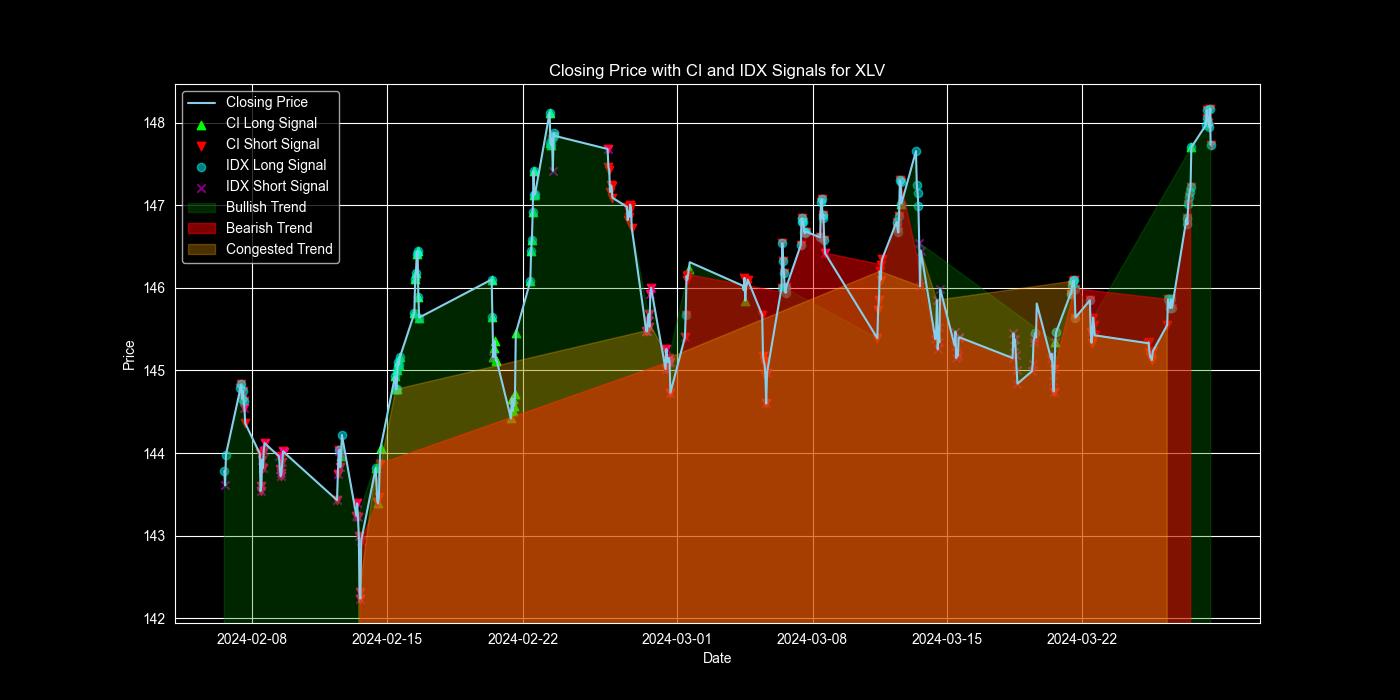 Closing Price with CI and IDX Signals for XLV
Closing Price
CI Long Signal
CI Short Signal
IDX Long Signal
IDX Short Signal
Bullish Trend
Bearish Trend
Congested Trend
Price
148
147
146
145
144
143
142
2024-02-08 2024-02-15 2024-02-22 2024-03-01 2024-03-08 2024-03-15 2024-03-22
Date